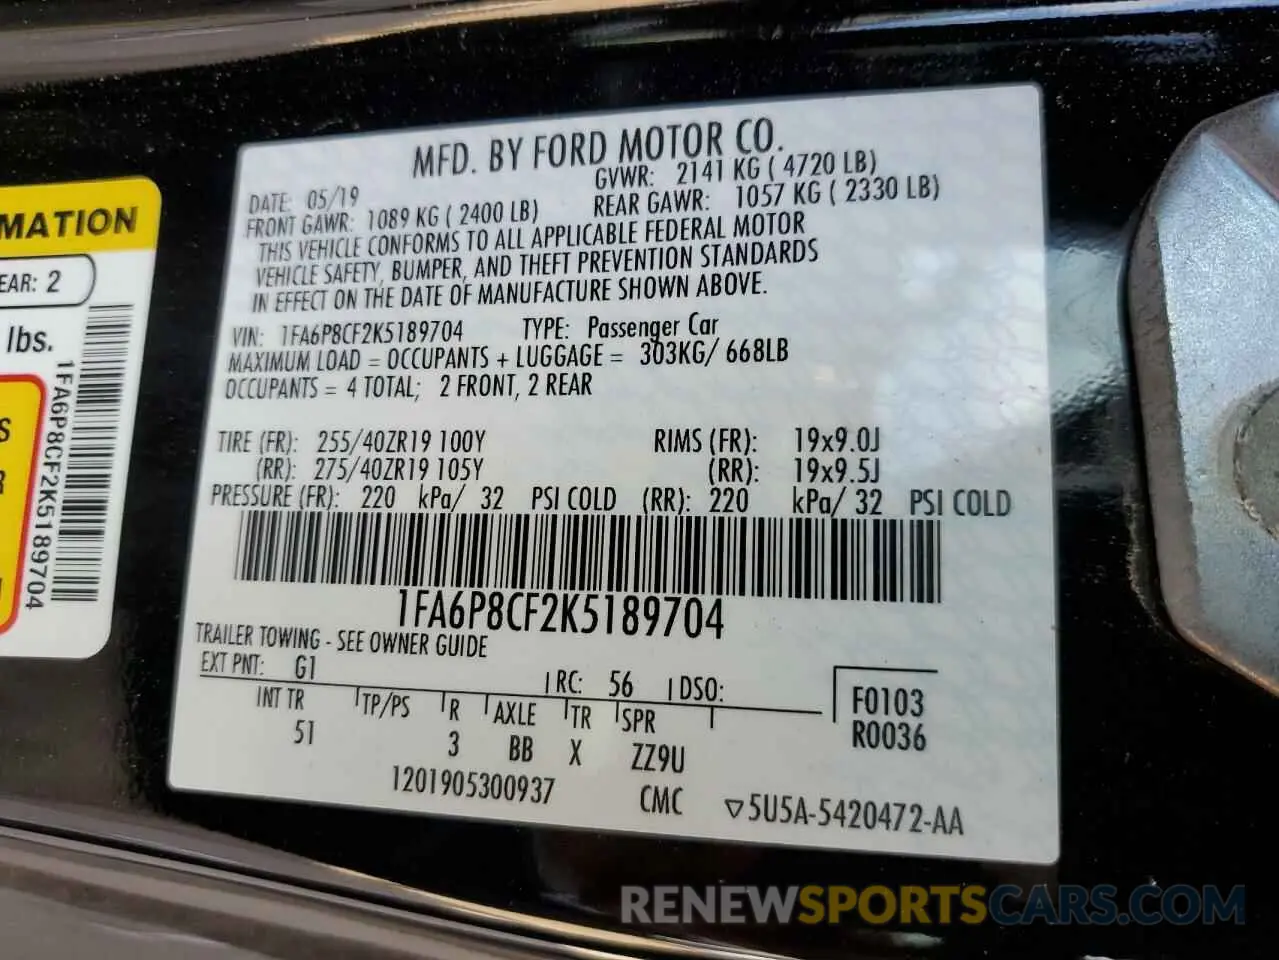 MFD. BY FORD MOTOR CO.
DATE: 05/19 GVWR: 2141 KG ( 4720 LB)
FRONT GAWR: 1089 KG ( 2400 LB) REAR GAWR: 1057 KG ( 2330 LB)
THIS VEHICLE CONFORMS TO ALL APPLICABLE FEDERAL MOTOR
VEHICLE SAFETY, BUMPER, AND THEFT PREVENTION STANDARDS
IN EFFECT ON THE DATE OF MANUFACTURE SHOWN ABOVE.
VIN: 1FA6P8CF2K5189704 TYPE: Passenger Car
MAXIMUM LOAD = OCCUPANTS + LUGGAGE = 303KG/ 668LB
OCCUPANTS = 4 TOTAL; 2 FRONT, 2 REAR
TIRE (FR): 255/40ZR19 100Y RIMS (FR): 19x9.0J
(RR): 275/40ZR19 105Y (RR): 19x9.5J
PRESSURE (FR): 220 kPa/ 32 PSI COLD (RR): 220 kPa/ 32 PSI COLD
1FA6P8CF2K5189704
TRAILER TOWING - SEE OWNER GUIDE
EXT PNT: G1 RC: 56 DSO: F0103
INT TR TP/PS R AXLE TR SPR R0036
51 3 BB X ZZ9U
1201905300937 CMC ▽5U5A-5420472-AA
MATION
EAR: 2
lbs.
1FA6P8CF2K5189704
RENEWSPORTSCARS.COM